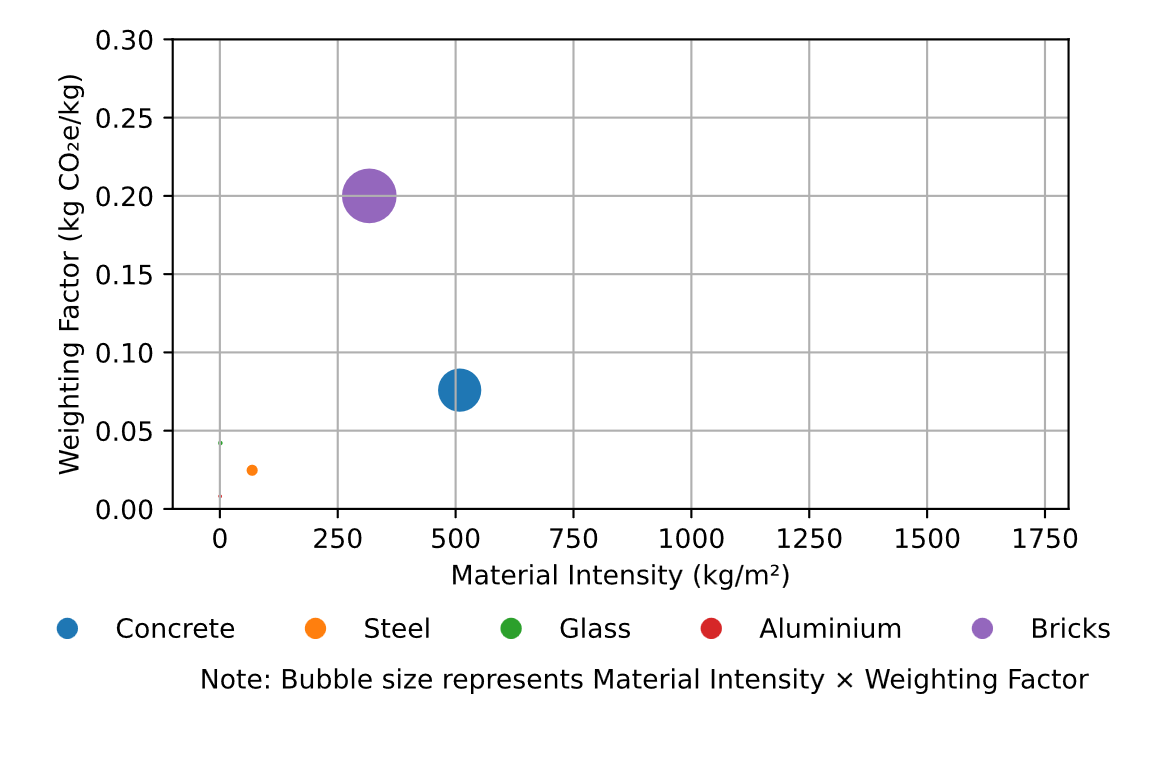 0.30
0.25
0.20
0.15
0.10
0.05
0.00
Weighting Factor (kg CO₂e/kg)
0 250 500 750 1000 1250 1500 1750
Material Intensity (kg/m²)
Concrete Steel Glass Aluminium Bricks
Note: Bubble size represents Material Intensity × Weighting Factor